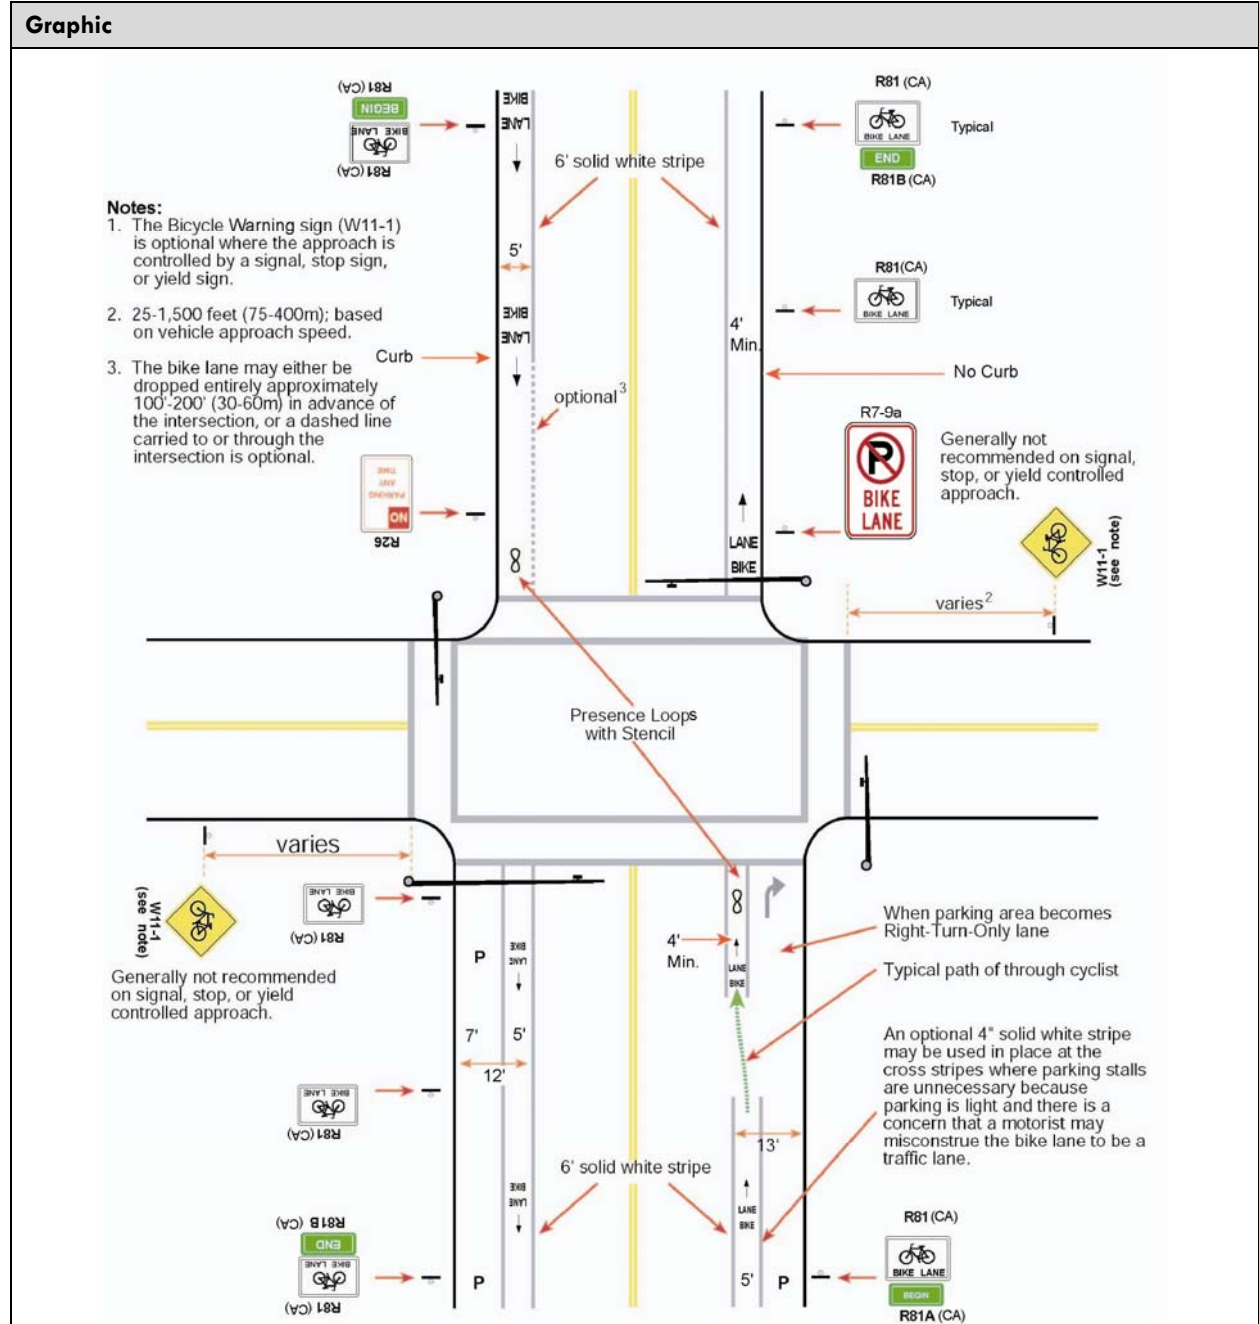 Graphic
R81 (CA)
BEGIN
BIKE LANE
R81 (CA)
BIKE
LANE
R81 (CA)
BIKE LANE
Typical
END
R81B (CA)
6' solid white stripe
Notes:
1. The Bicycle Warning sign (W11-1)
is optional where the approach is
controlled by a signal, stop sign,
or yield sign.
2. 25-1,500 feet (75-400m); based
on vehicle approach speed.
3. The bike lane may either be
dropped entirely approximately
100'-200' (30-60m) in advance of
the intersection, or a dashed line
carried to or through the
intersection is optional.
5'
BIKE
LANE
Curb
optional3
R81(CA)
BIKE LANE
Typical
4'
Min.
No Curb
R7-9a
P
BIKE
LANE
Generally not
recommended on signal,
stop, or yield controlled
approach.
W11-1
(see note)
NO
PARKING
ANY
TIME
R26
LANE
BIKE
varies2
Presence Loops
with Stencil
varies
W11-1
(see note)
Generally not recommended
on signal, stop, or yield
controlled approach.
BIKE LANE
R81 (CA)
P
BIKE
LANE
7'
5'
12'
4'
Min.
LANE
BIKE
When parking area becomes
Right-Turn-Only lane
Typical path of through cyclist
An optional 4" solid white stripe
may be used in place at the
cross stripes where parking stalls
are unnecessary because
parking is light and there is a
concern that a motorist may
misconstrue the bike lane to be a
traffic lane.
BIKE LANE
R81 (CA)
13'
6' solid white stripe
BIKE
LANE
LANE
BIKE
R81B (CA)
END
BIKE LANE
R81 (CA)
P
5'
P
R81 (CA)
BIKE LANE
BEGIN
R81A (CA)